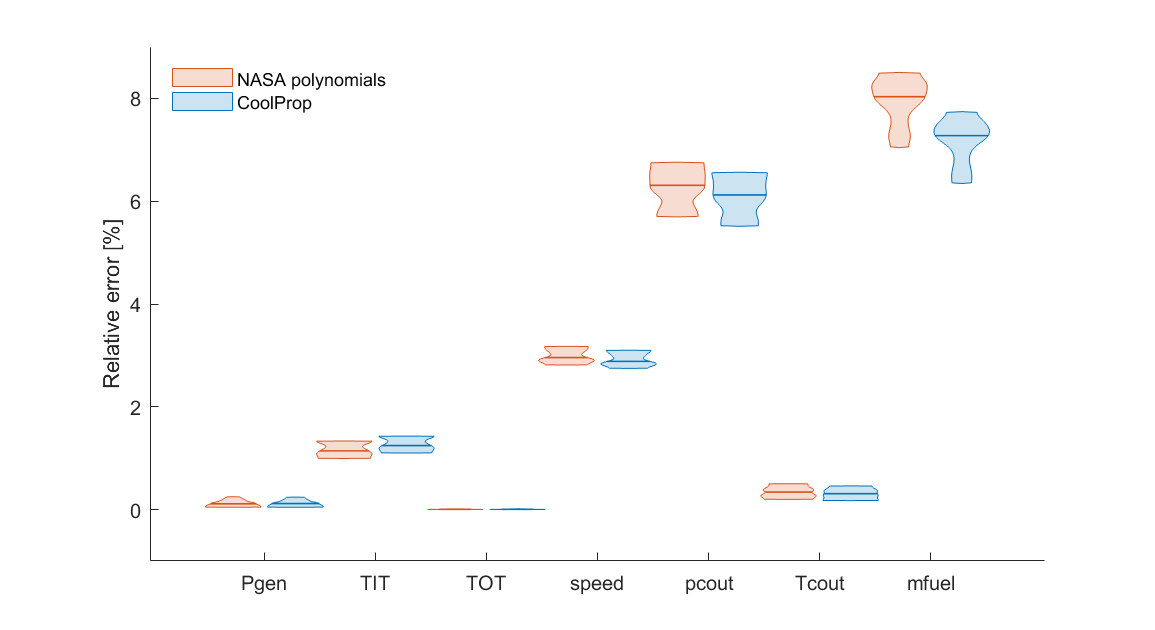 NASA polynomials
CoolProp
Relative error [%]
8
6
4
2
0
Pgen TIT TOT speed pcout Tcout mfuel